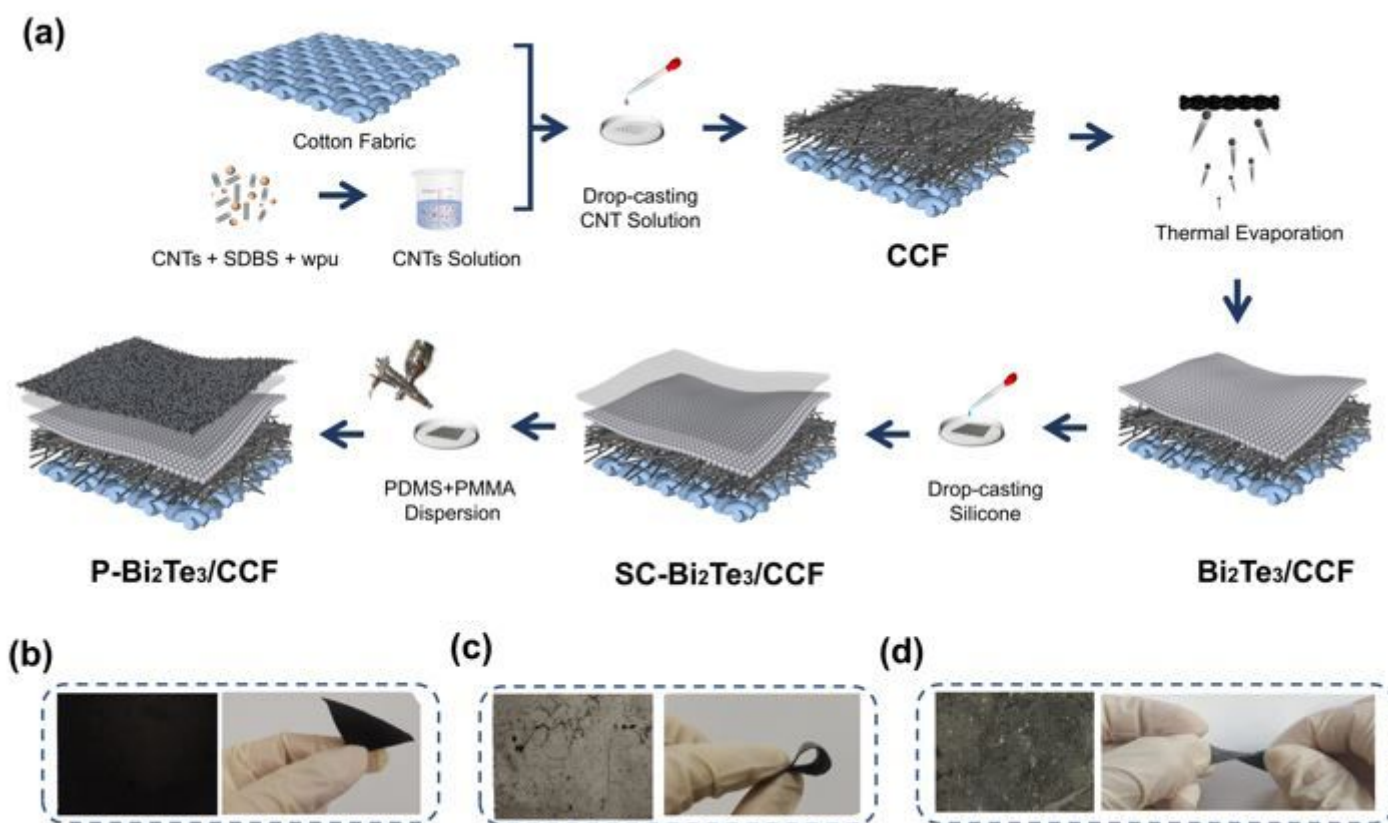 (a)
Cotton Fabric
CNTs + SDBS + wpu
CNTs Solution
Drop-casting
CNT Solution
CCF
Thermal Evaporation
PDMS+PMMA
Dispersion
Drop-casting
Silicone
P-Bi₂Te₃/CCF
SC-Bi₂Te₃/CCF
Bi₂Te₃/CCF
(b)
(c)
(d)